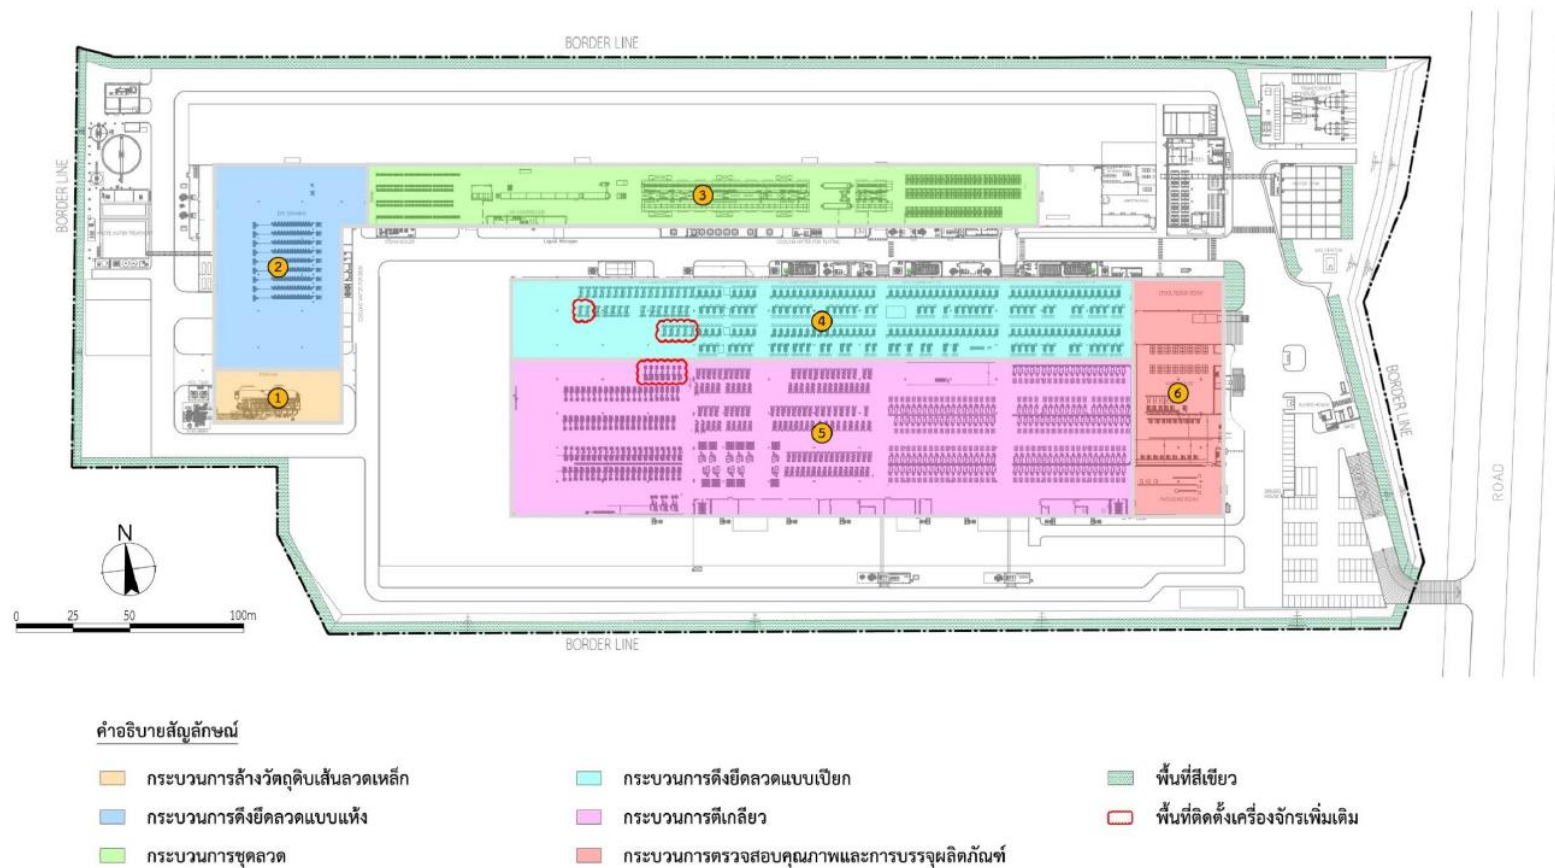 BORDER LINE
BORDER LINE
3
2
4
1
6
5
BORDER LINE
ROAD
N
0 25 50 100m
BORDER LINE
คำอธิบายสัญลักษณ์
กระบวนการล้างวัตถุดิบเส้นลวดเหล็ก
กระบวนการดึงยืดลวดแบบเปียก
พื้นที่สีเขียว
กระบวนการดึงยืดลวดแบบแห้ง
กระบวนการตีเกลียว
พื้นที่ติดตั้งเครื่องจักรเพิ่มเติม
กระบวนการชุดลวด
กระบวนการตรวจสอบคุณภาพและการบรรจุผลิตภัณฑ์